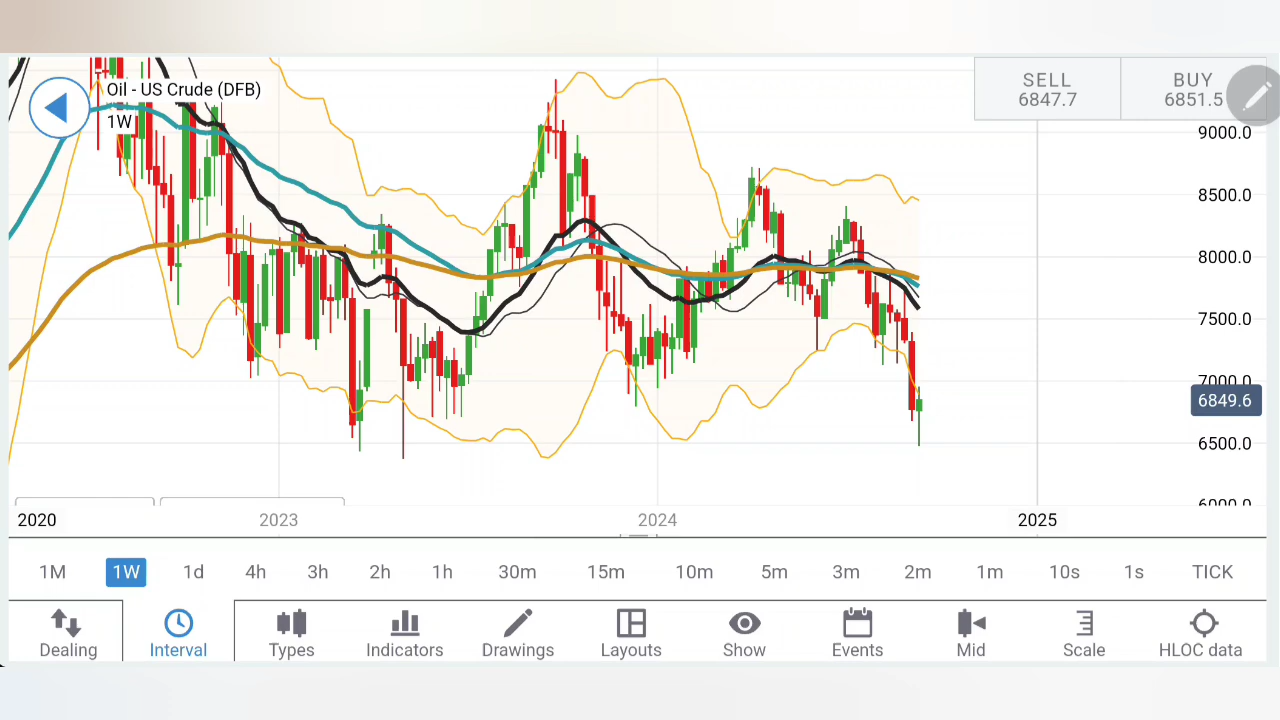 Oil - US Crude (DFB)
1W
SELL
6847.7
BUY
6851.5
9000.0
8500.0
8000.0
7500.0
7000.0
6849.6
6500.0
6000.0
2020 2023 2024 2025
1M 1W 1d 4h 3h 2h 1h 30m 15m 10m 5m 3m 2m 1m 10s 1s TICK
Dealing Interval Types Indicators Drawings Layouts Show Events Mid Scale HLOC data